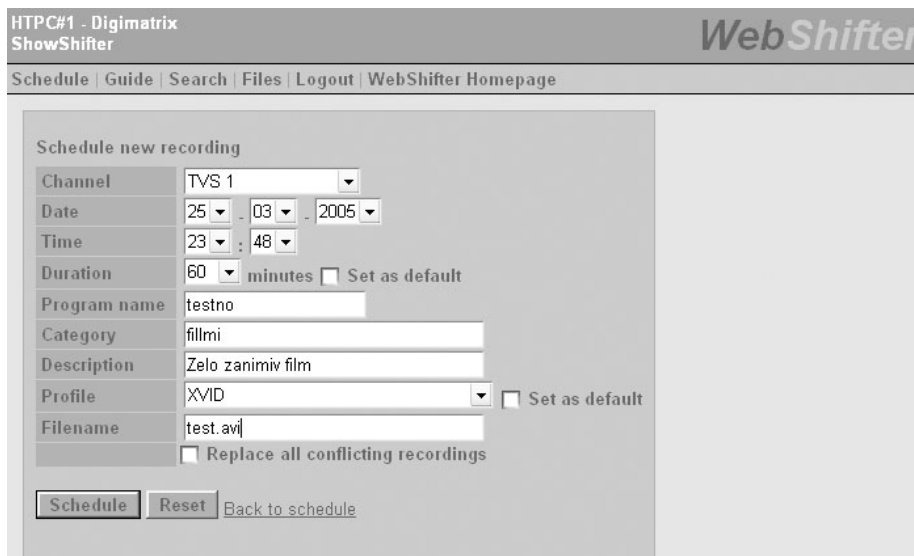 HTPC#1 - Digimatrix
ShowShifter
WebShifter
Schedule | Guide | Search | Files | Logout | WebShifter Homepage
Schedule new recording
Channel TVS 1
Date 25 . 03 . 2005
Time 23 : 48
Duration 60 minutes Set as default
Program name testno
Category fillmi
Description Zelo zanimiv film
Profile XVID Set as default
Filename test.avi
Replace all conflicting recordings
Schedule Reset Back to schedule